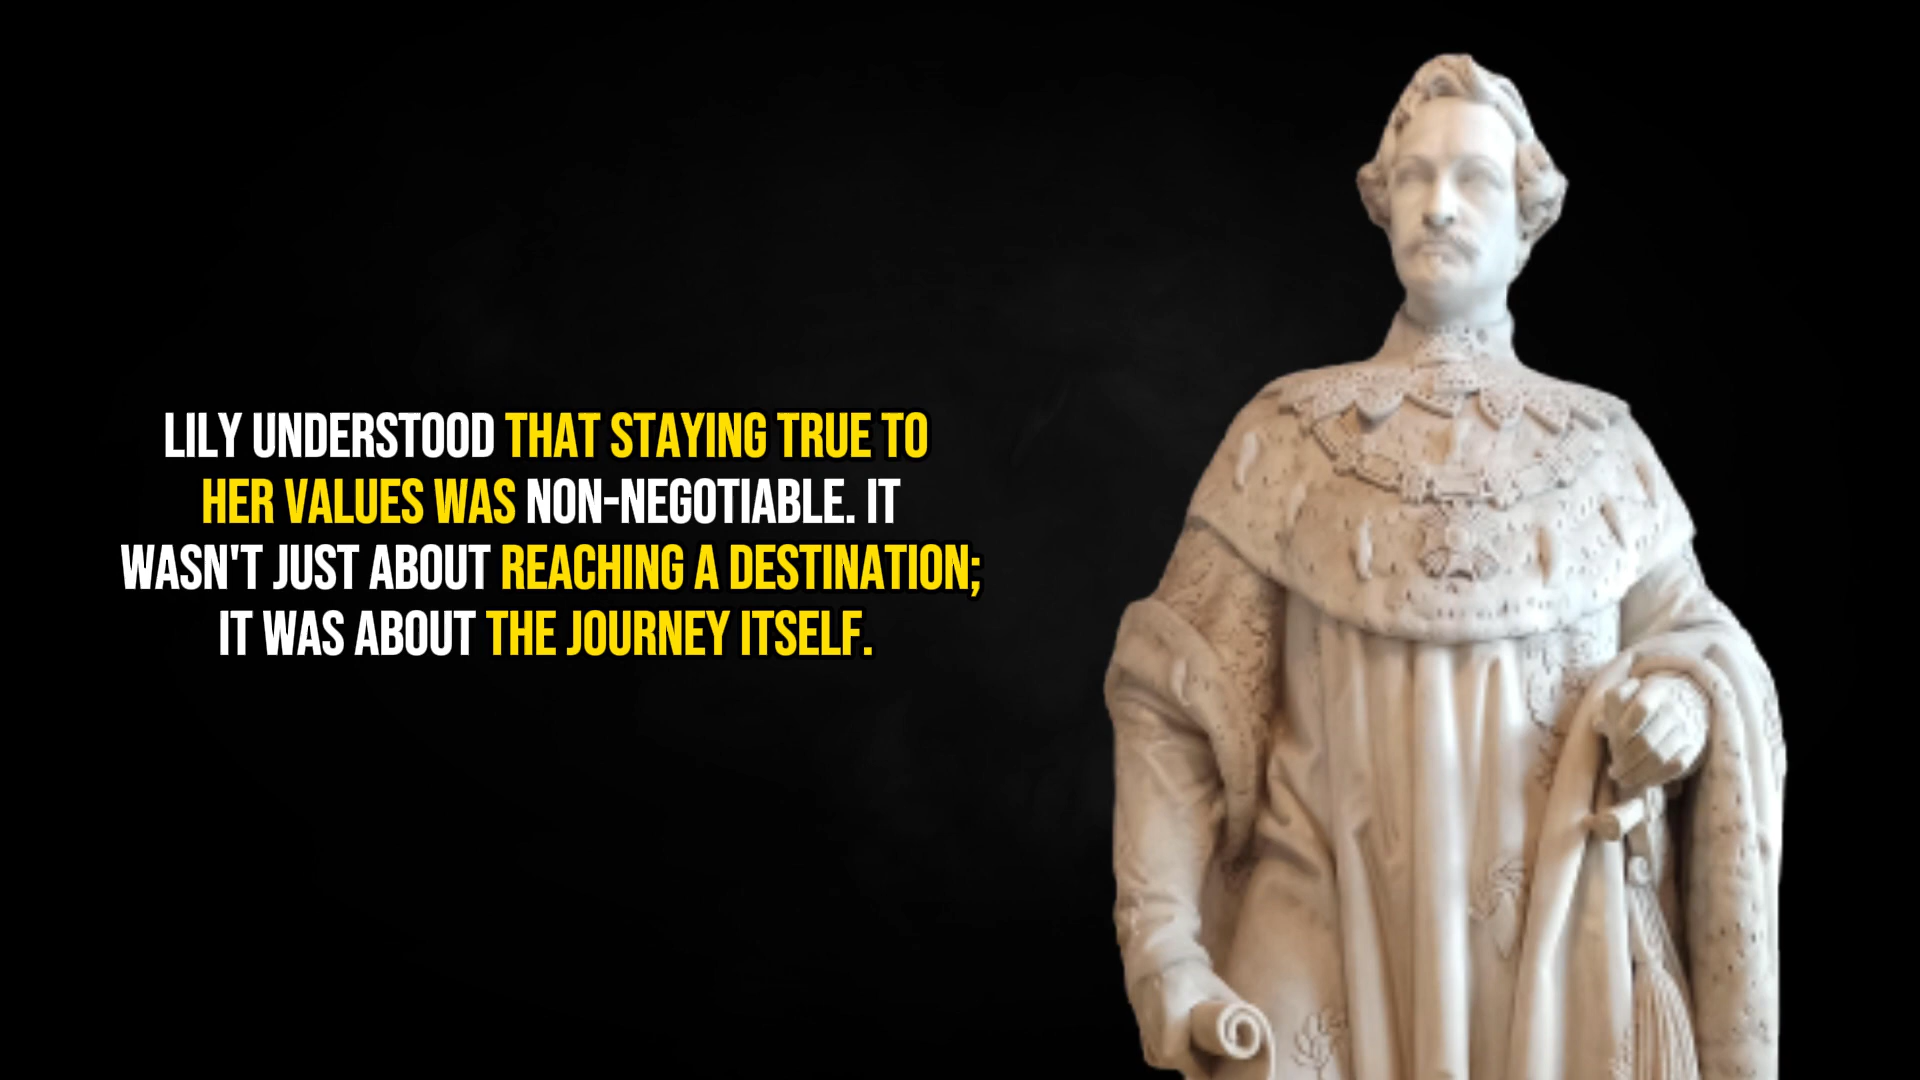 LILY UNDERSTOOD THAT STAYING TRUE TO
HER VALUES WAS NON-NEGOTIABLE. IT
WASN'T JUST ABOUT REACHING A DESTINATION;
IT WAS ABOUT THE JOURNEY ITSELF.